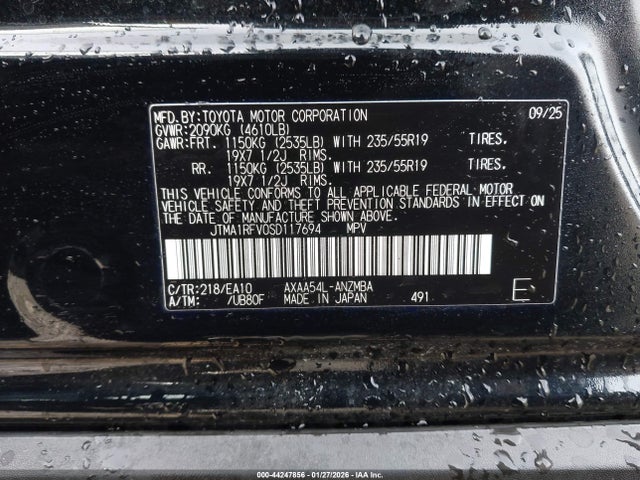 MFD.BY:TOYOTA MOTOR CORPORATION 09/25
GVWR:2090KG (4610LB)
GAWR:FRT. 1150KG (2535LB) WITH 235/55R19 TIRES.
19X7 1/2J RIMS.
RR. 1150KG (2535LB) WITH 235/55R19 TIRES.
19X7 1/2J RIMS.
THIS VEHICLE CONFORMS TO ALL APPLICABLE FEDERAL MOTOR
VEHICLE SAFETY AND THEFT PREVENTION STANDARDS IN EFFECT ON
THE DATE OF MANUFACTURE SHOWN ABOVE.
JTMA1RFV0SD117694 MPV
C/TR:218/EA10 AXAA54L-ANZMBA
A/TM: /UB80F MADE IN JAPAN 491 E
000-44247856 - 01/27/2026 - IAA Inc.